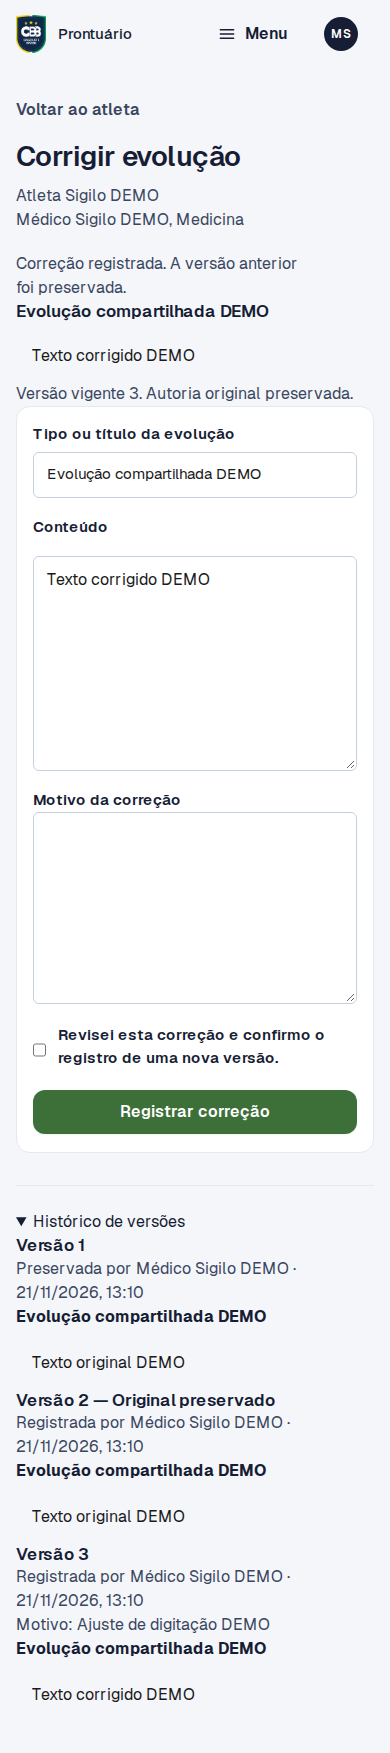 CBB
Prontuário
Menu
MS
Voltar ao atleta
Corrigir evolução
Atleta Sigilo DEMO
Médico Sigilo DEMO, Medicina
Correção registrada. A versão anterior
foi preservada.
Evolução compartilhada DEMO
Texto corrigido DEMO
Versão vigente 3. Autoria original preservada.
Tipo ou título da evolução
Evolução compartilhada DEMO
Conteúdo
Texto corrigido DEMO
Motivo da correção
Revisei esta correção e confirmo o
registro de uma nova versão.
Registrar correção
Histórico de versões
Versão 1
Preservada por Médico Sigilo DEMO ·
21/11/2026, 13:10
Evolução compartilhada DEMO
Texto original DEMO
Versão 2 — Original preservado
Registrada por Médico Sigilo DEMO ·
21/11/2026, 13:10
Evolução compartilhada DEMO
Texto original DEMO
Versão 3
Registrada por Médico Sigilo DEMO ·
21/11/2026, 13:10
Motivo: Ajuste de digitação DEMO
Evolução compartilhada DEMO
Texto corrigido DEMO